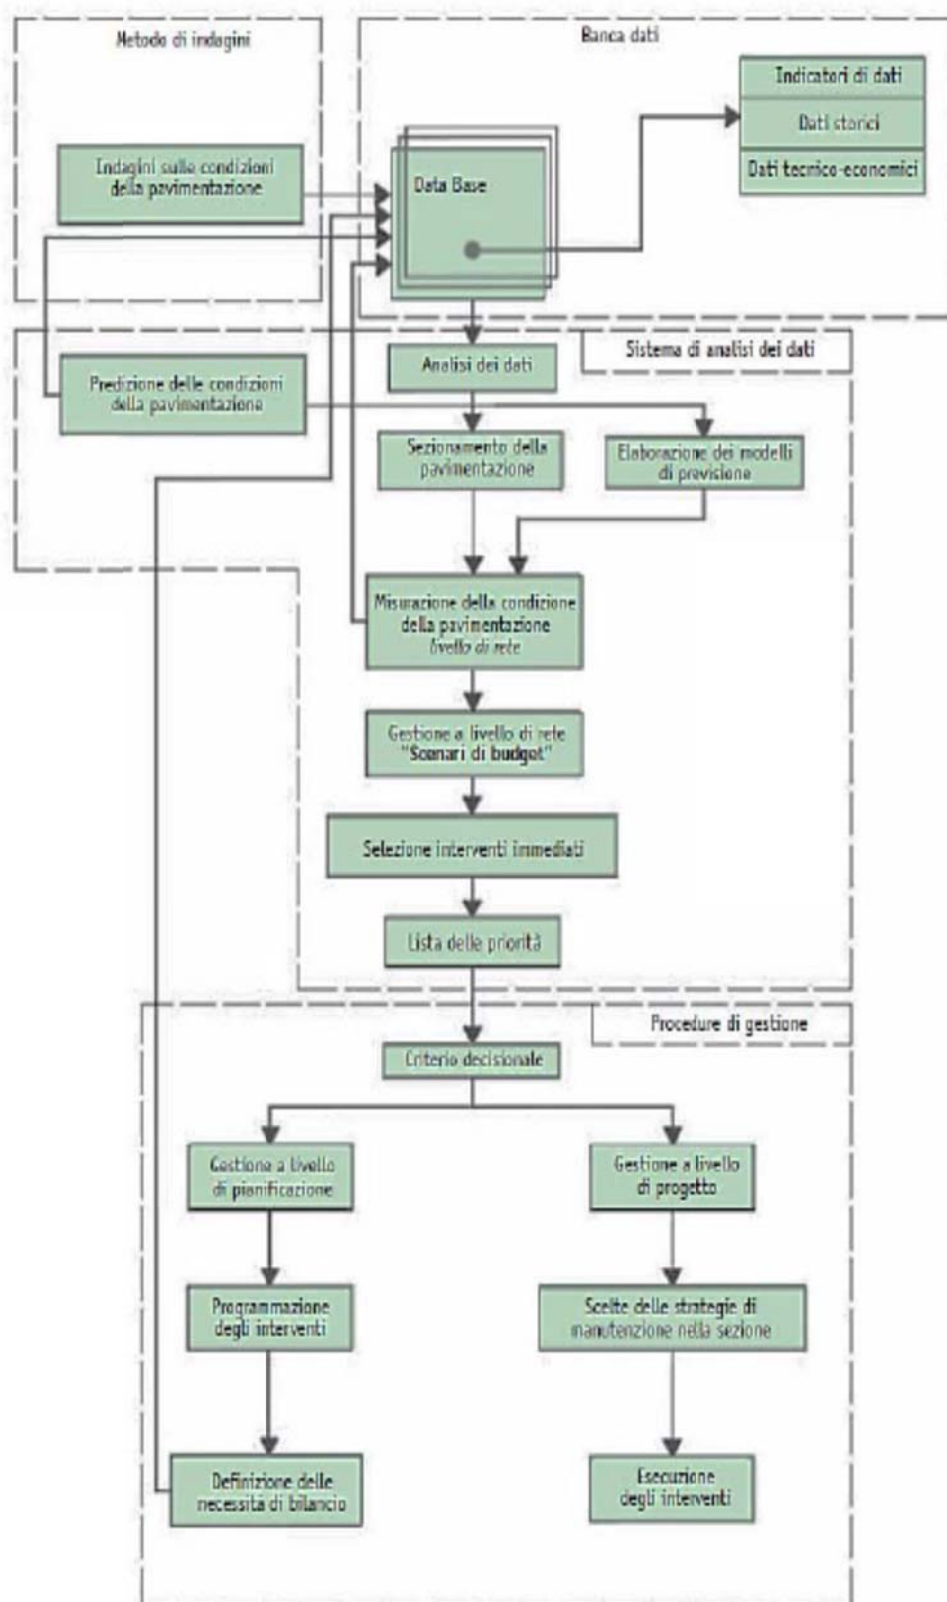 Metodo di indagini
Banca dati
Indicatori di dati
Dati storici
Dati tecnico-economici
Indagini sulle condizioni
della pavimentazione
Data Base
Sistema di analisi dei dati
Analisi dei dati
Predizione delle condizioni
della pavimentazione
Sezionamento della
pavimentazione
Elaborazione dei modelli
di previsione
Misurazione della condizione
della pavimentazione
livello di rete
Gestione a livello di rete
"Scenari di budget"
Selezione interventi immediati
Lista delle priorità
Procedure di gestione
Criterio decisionale
Gestione a livello
di pianificazione
Gestione a livello
di progetto
Programmazione
degli interventi
Scelte delle strategie di
manutenzione nella sezione
Definizione delle
necessità di bilancio
Esecuzione
degli interventi